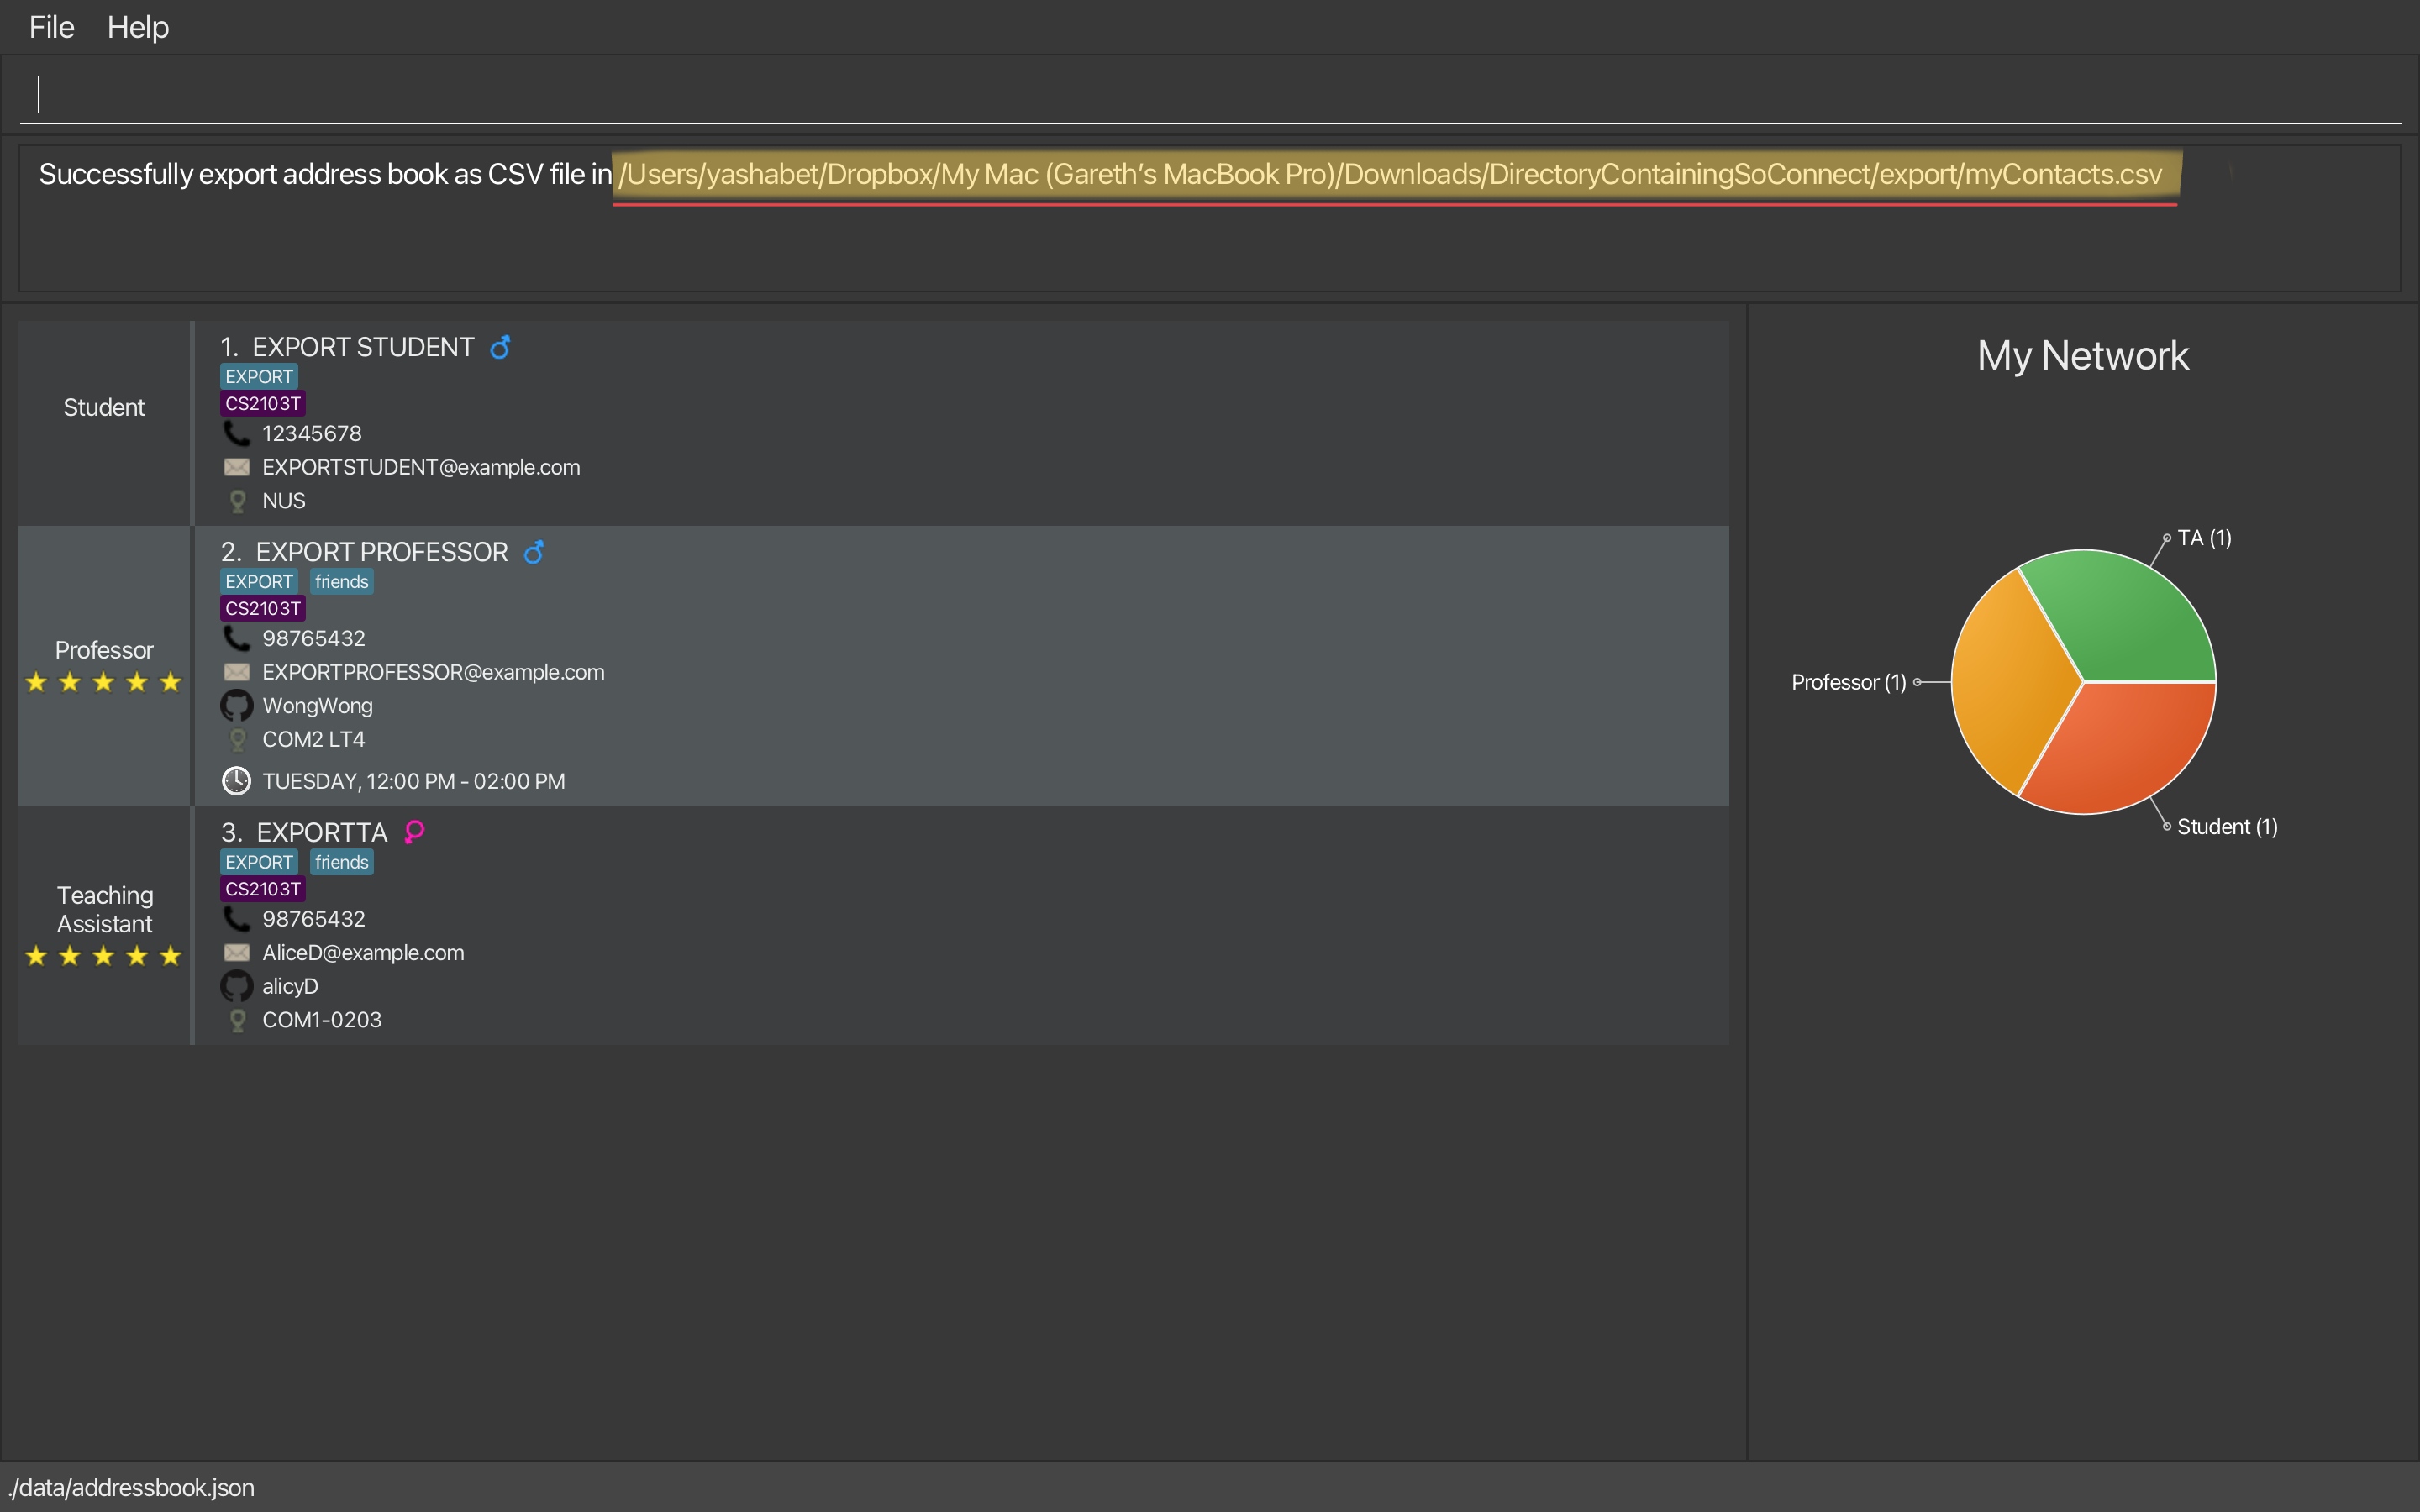 File Help
Successfully export address book as CSV file in /Users/yashabet/Dropbox/My Mac (Gareth’s MacBook Pro)/Downloads/DirectoryContainingSoConnect/export/myContacts.csv
Student
1. EXPORT STUDENT
EXPORT
CS2103T
12345678
EXPORTSTUDENT@example.com
NUS
Professor
2. EXPORT PROFESSOR
EXPORT friends
CS2103T
98765432
EXPORTPROFESSOR@example.com
WongWong
COM2 LT4
TUESDAY, 12:00 PM - 02:00 PM
Teaching
Assistant
3. EXPORTTA
EXPORT friends
CS2103T
98765432
AliceD@example.com
alicyD
COM1-0203
My Network
TA (1)
Professor (1)
Student (1)
./data/addressbook.json